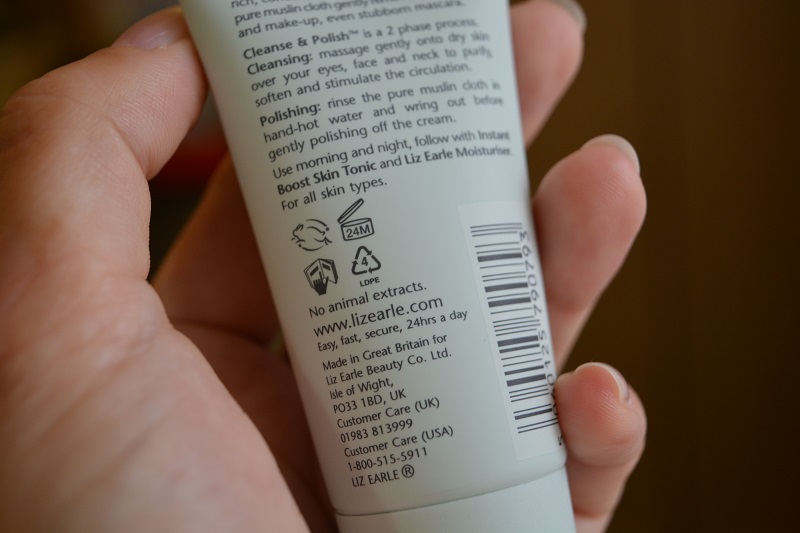 pure muslin cloth gently
and make-up, even stubborn mascara.
Cleanse & Polish™ is a 2 phase process.
Cleansing: massage gently onto dry skin
over your eyes, face and neck to purify,
soften and stimulate the circulation.
Polishing: rinse the pure muslin cloth in
hand-hot water and wring out before
gently polishing off the cream.
Use morning and night, follow with Instant
Boost Skin Tonic and Liz Earle Moisturiser.
For all skin types.
24M
4
LDPE
No animal extracts.
www.lizearle.com
Easy, fast, secure, 24hrs a day
Made in Great Britain for
Liz Earle Beauty Co. Ltd.
Isle of Wight,
PO33 1BD, UK
Customer Care (UK)
01983 813999
Customer Care (USA)
1-800-515-5911
LIZ EARLE®
790793